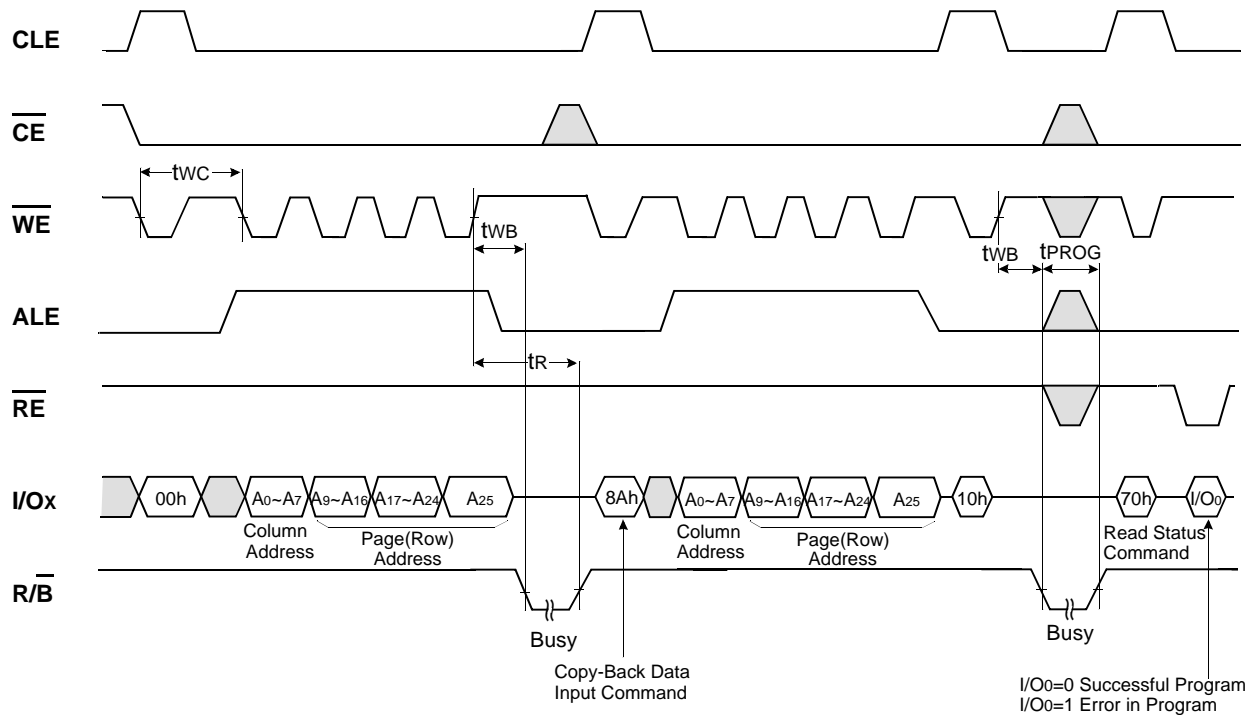 CLE
CE
tWC
WE
tWB
tWB
tPROG
ALE
tR
RE
I/Ox
00h
A0~A7
A9~A16
A17~A24
A25
8Ah
A0~A7
A9~A16
A17~A24
A25
10h
70h
I/O0
Column
Address
Page(Row)
Address
Column
Address
Page(Row)
Address
Read Status
Command
R/B
Busy
Busy
Copy-Back Data
Input Command
I/O0=0 Successful Program
I/O0=1 Error in Program